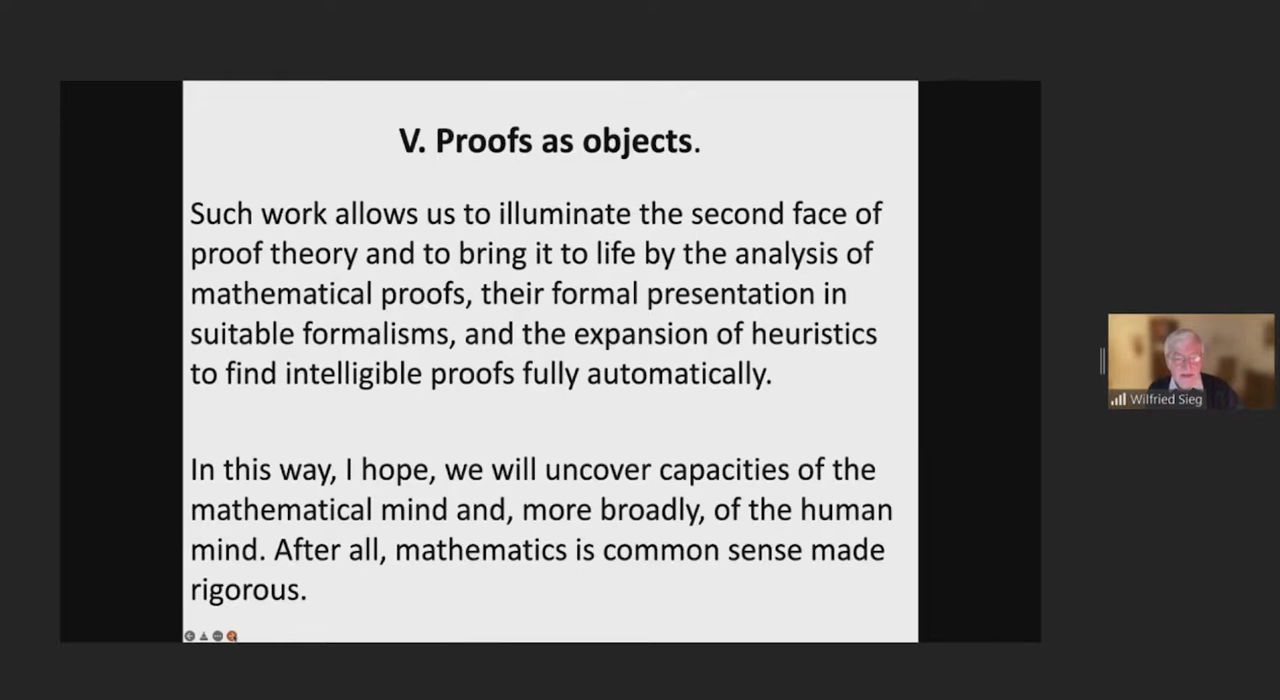 V. Proofs as objects.
Such work allows us to illuminate the second face of
proof theory and to bring it to life by the analysis of
mathematical proofs, their formal presentation in
suitable formalisms, and the expansion of heuristics
to find intelligible proofs fully automatically.
In this way, I hope, we will uncover capacities of the
mathematical mind and, more broadly, of the human
mind. After all, mathematics is common sense made
rigorous.
Wilfried Sieg